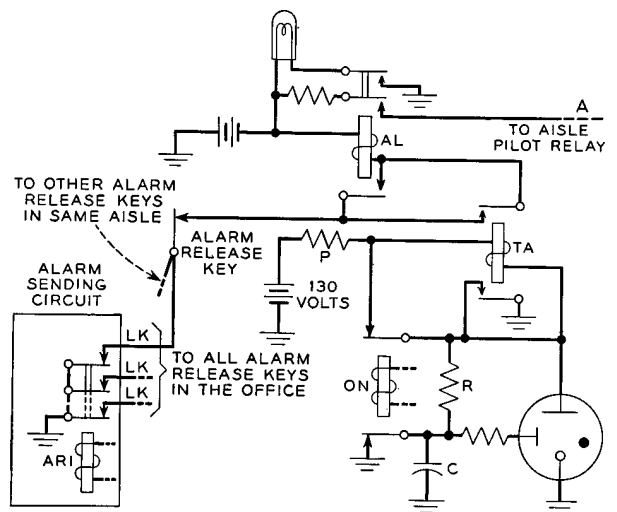 A
TO AISLE
PILOT RELAY
AL
TO OTHER ALARM
RELEASE KEYS
IN SAME AISLE
ALARM
RELEASE
KEY
P
TA
130
VOLTS
ALARM
SENDING
CIRCUIT
LK
LK
LK
TO ALL ALARM
RELEASE KEYS
IN THE OFFICE
ON
R
C
ARI